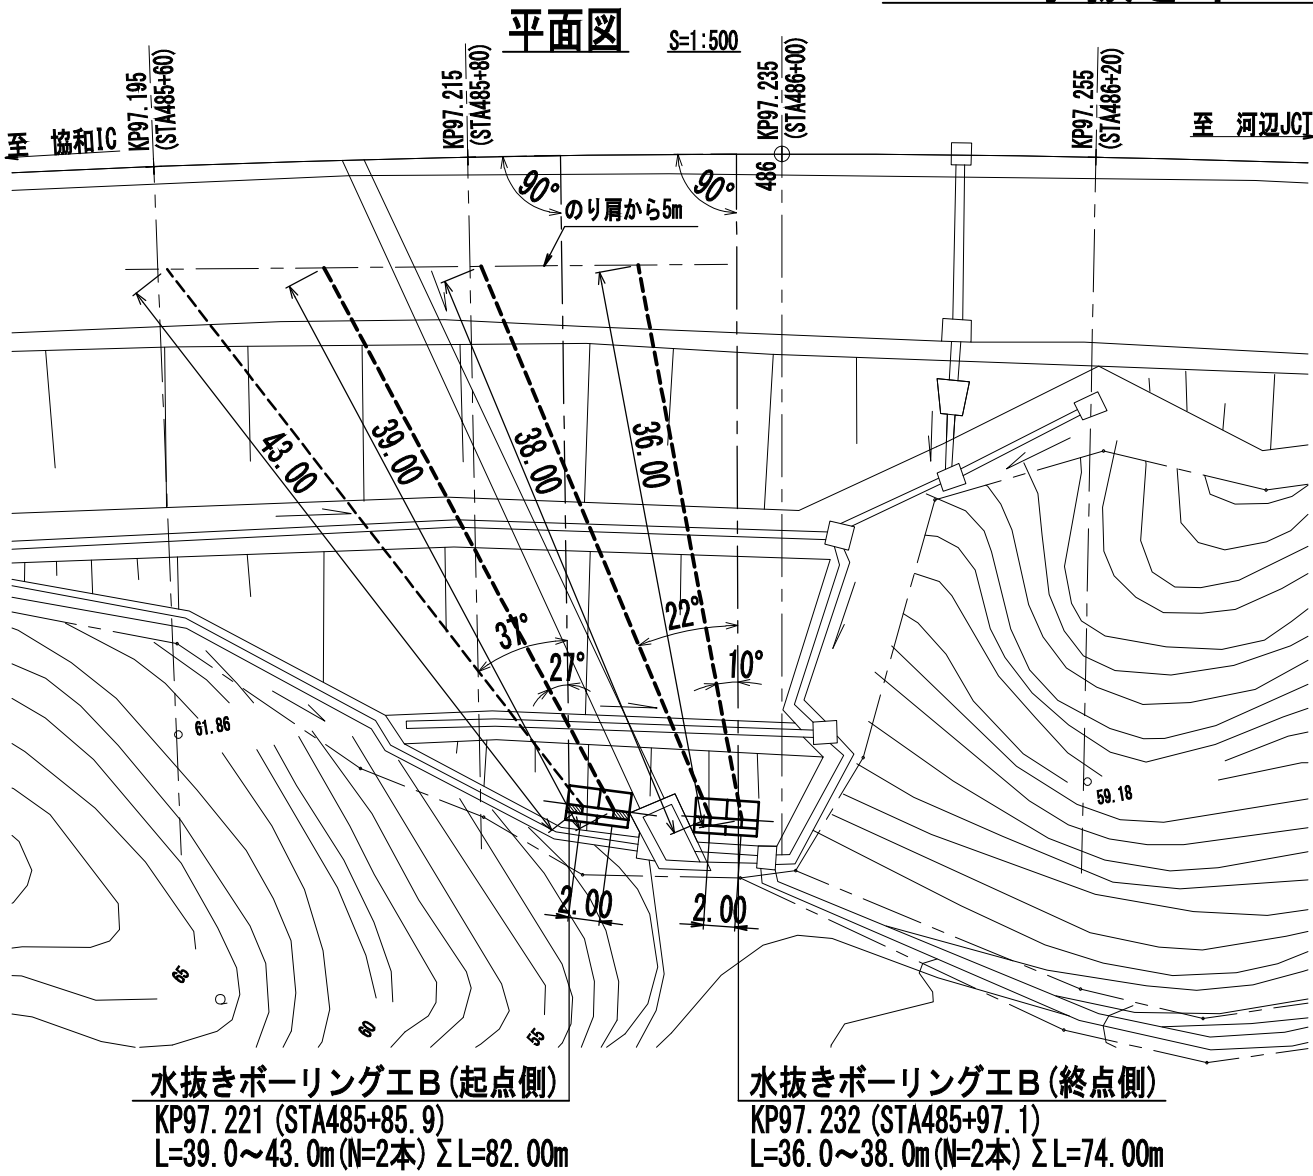 平面図
S=1:500
KP97.195
(STA485+60)
KP97.215
(STA485+80)
KP97.235
(STA486+00)
KP97.255
(STA486+20)
至 協和IC
至 河辺JCT
486
90°
90°
のり肩から5m
43.00
39.00
38.00
36.00
37°
27°
22°
10°
61.86
59.18
2.00
2.00
65
60
55
水抜きボーリング工B(起点側)
KP97.221 (STA485+85.9)
L=39.0～43.0m(N=2本) ΣL=82.00m
水抜きボーリング工B(終点側)
KP97.232 (STA485+97.1)
L=36.0～38.0m(N=2本) ΣL=74.00m